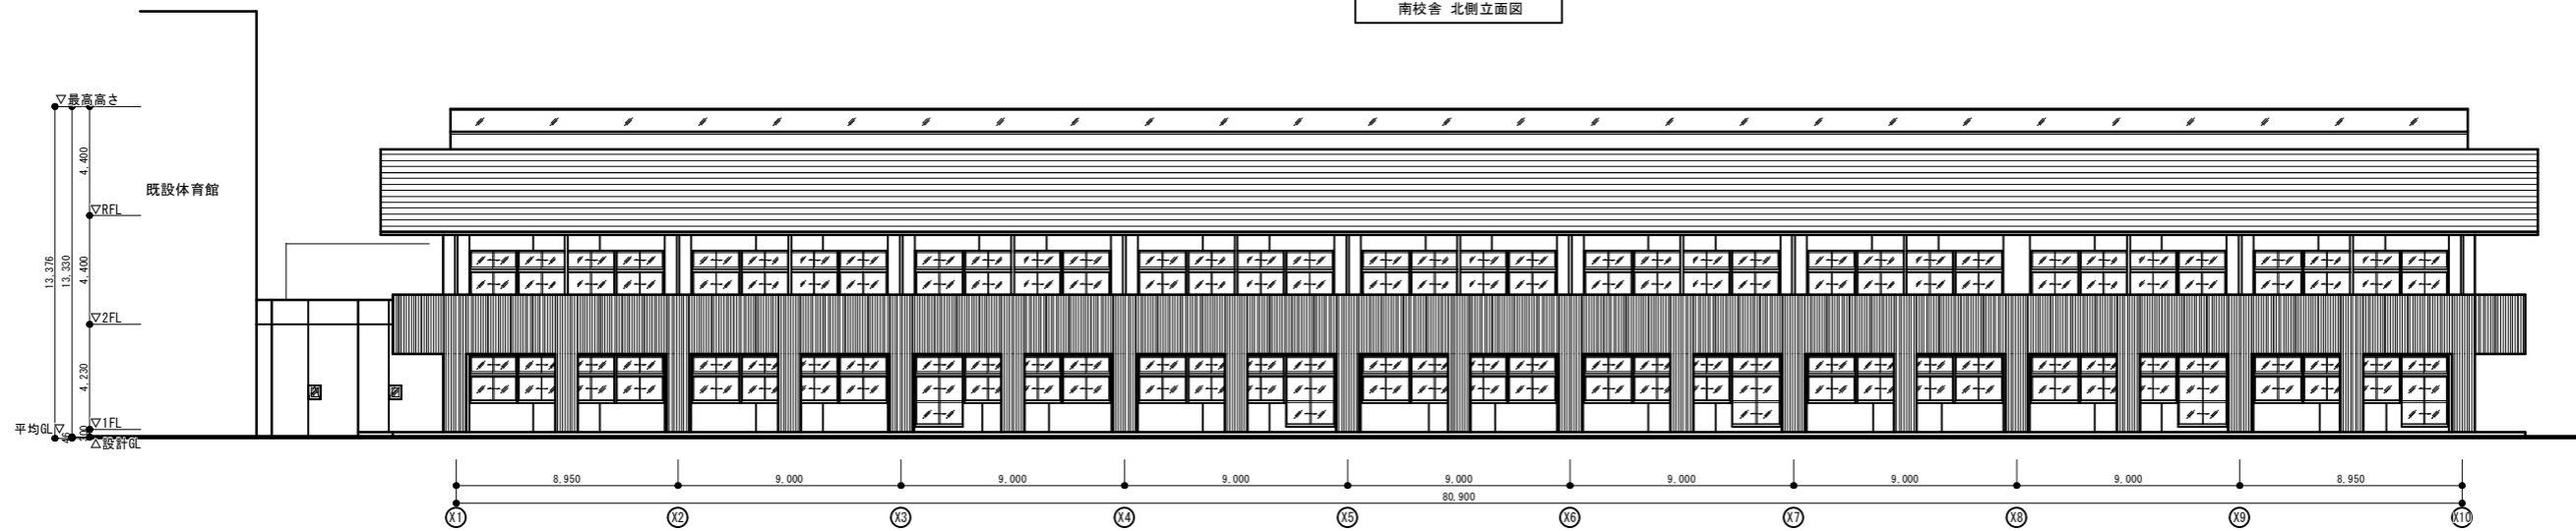 南校舎 北側立面図
▽最高高さ
4,400
既設体育館
▽RFL
13,376
13,330
4,400
▽2FL
4,230
▽1FL
平均GL▽
46
△設計GL
8,950
9,000
9,000
9,000
9,000
9,000
9,000
8,950
80,900
X1
X2
X3
X4
X5
X6
X7
X8
X9
X10